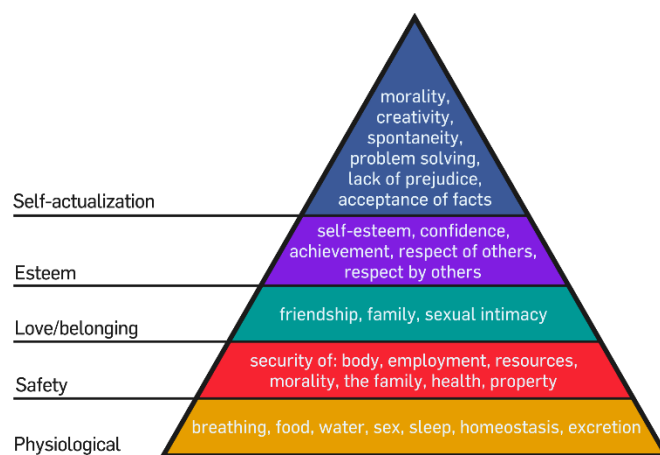 morality,
creativity,
spontaneity,
problem solving,
lack of prejudice,
acceptance of facts
Self-actualization
self-esteem, confidence,
achievement, respect of others,
respect by others
Esteem
friendship, family, sexual intimacy
Love/belonging
security of: body, employment, resources,
morality, the family, health, property
Safety
breathing, food, water, sex, sleep, homeostasis, excretion
Physiological